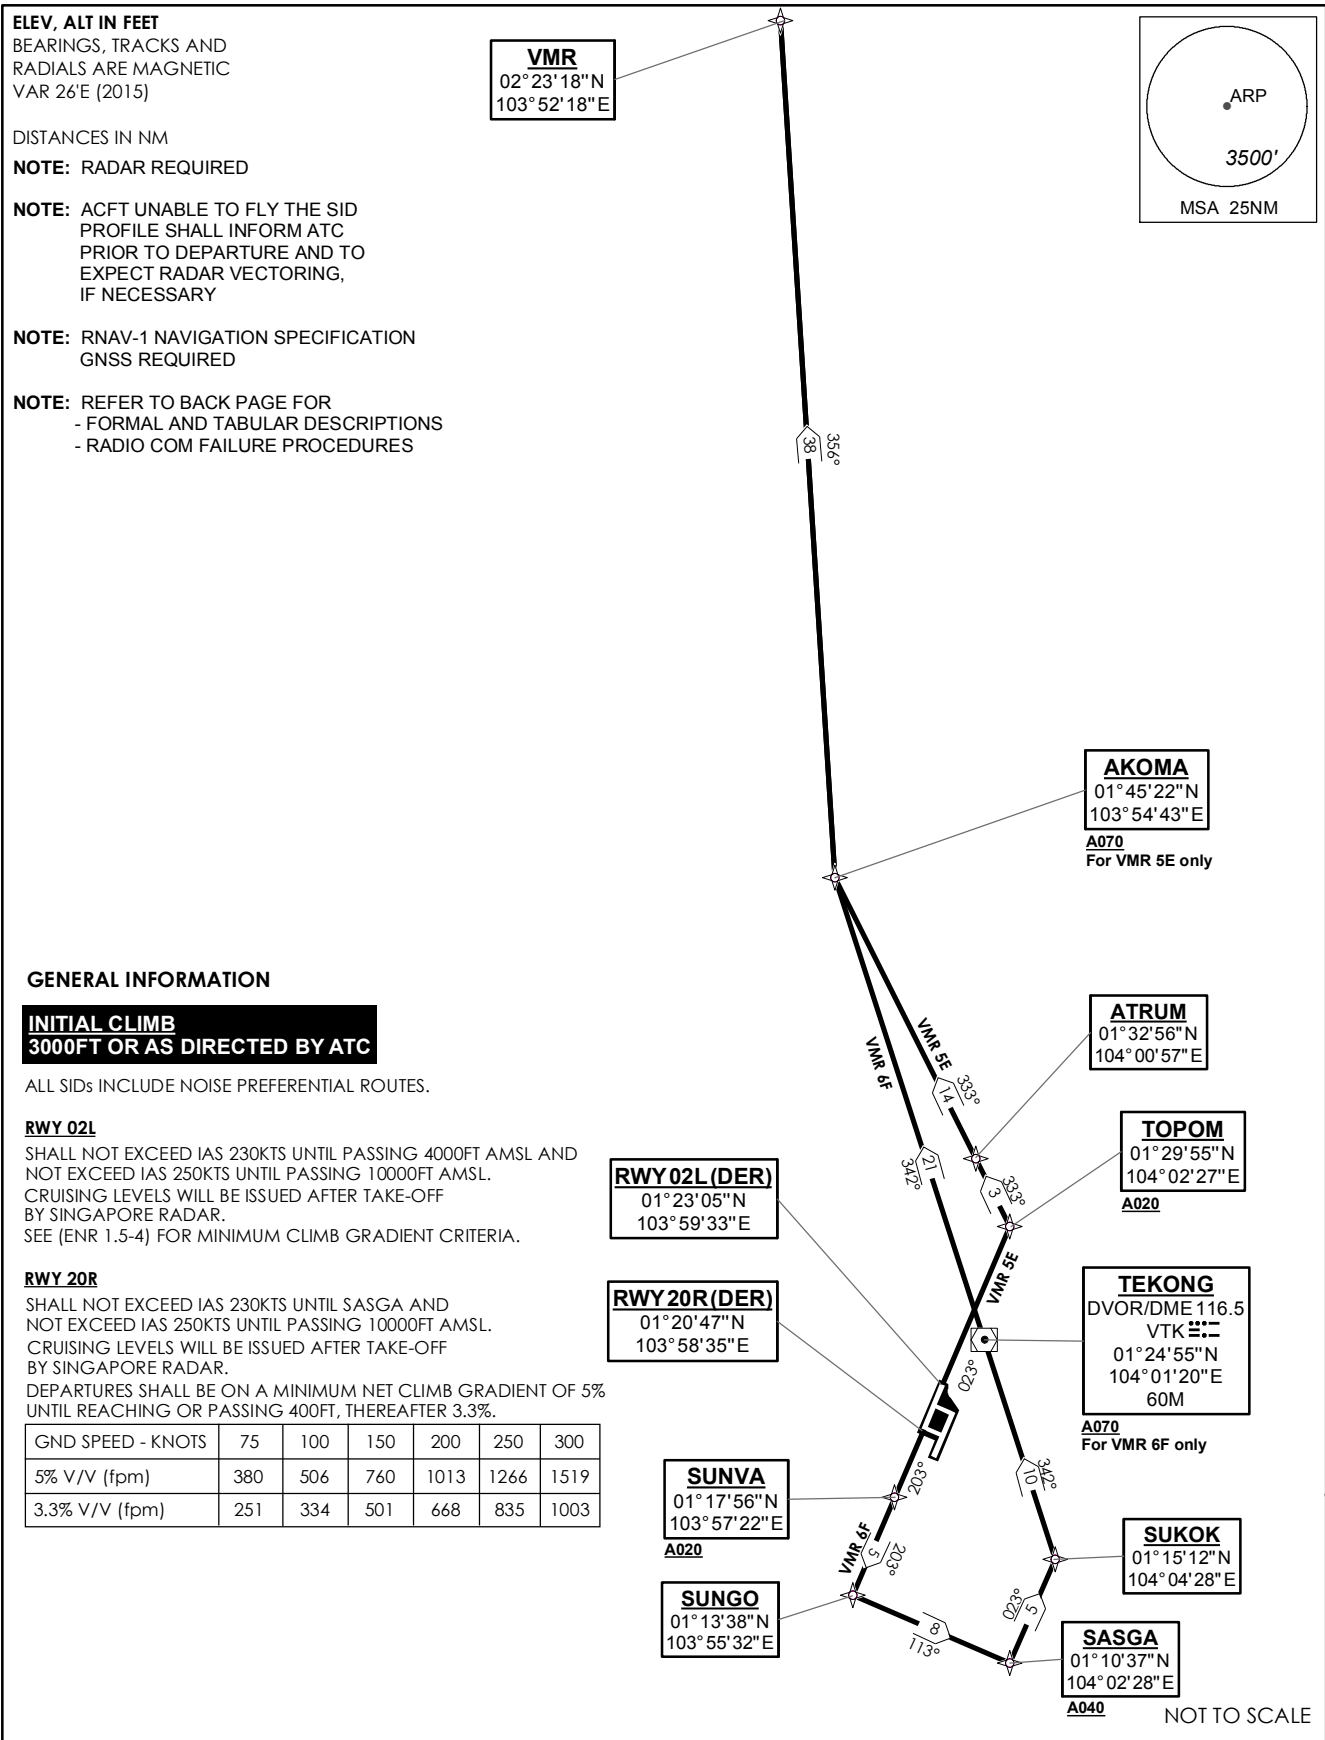 ELEV, ALT IN FEET
BEARINGS, TRACKS AND
RADIALS ARE MAGNETIC
VAR 26'E (2015)
DISTANCES IN NM
NOTE: RADAR REQUIRED
NOTE: ACFT UNABLE TO FLY THE SID
PROFILE SHALL INFORM ATC
PRIOR TO DEPARTURE AND TO
EXPECT RADAR VECTORING,
IF NECESSARY
NOTE: RNAV-1 NAVIGATION SPECIFICATION
GNSS REQUIRED
NOTE: REFER TO BACK PAGE FOR
- FORMAL AND TABULAR DESCRIPTIONS
- RADIO COM FAILURE PROCEDURES
VMR
02°23'18"N
103°52'18"E
ARP
3500'
MSA 25NM
38
356°
AKOMA
01°45'22"N
103°54'43"E
A070
For VMR 5E only
ATRUM
01°32'56"N
104°00'57"E
VMR 5E
VMR 6F
14
333°
TOPOM
01°29'55"N
104°02'27"E
A020
21
342°
3
333°
VMR 5E
TEKONG
DVOR/DME 116.5
VTK
01°24'55"N
104°01'20"E
60M
A070
For VMR 6F only
RWY 02L (DER)
01°23'05"N
103°59'33"E
RWY 20R (DER)
01°20'47"N
103°58'35"E
023°
203°
10
342°
SUNVA
01°17'56"N
103°57'22"E
A020
VMR 6F
5
203°
SUNGO
01°13'38"N
103°55'32"E
8
113°
023°
5
SUKOK
01°15'12"N
104°04'28"E
SASGA
01°10'37"N
104°02'28"E
A040
NOT TO SCALE
GENERAL INFORMATION
INITIAL CLIMB
3000FT OR AS DIRECTED BY ATC
ALL SIDs INCLUDE NOISE PREFERENTIAL ROUTES.
RWY 02L
SHALL NOT EXCEED IAS 230KTS UNTIL PASSING 4000FT AMSL AND
NOT EXCEED IAS 250KTS UNTIL PASSING 10000FT AMSL.
CRUISING LEVELS WILL BE ISSUED AFTER TAKE-OFF
BY SINGAPORE RADAR.
SEE (ENR 1.5-4) FOR MINIMUM CLIMB GRADIENT CRITERIA.
RWY 20R
SHALL NOT EXCEED IAS 230KTS UNTIL SASGA AND
NOT EXCEED IAS 250KTS UNTIL PASSING 10000FT AMSL.
CRUISING LEVELS WILL BE ISSUED AFTER TAKE-OFF
BY SINGAPORE RADAR.
DEPARTURES SHALL BE ON A MINIMUM NET CLIMB GRADIENT OF 5%
UNTIL REACHING OR PASSING 400FT, THEREAFTER 3.3%.
GND SPEED - KNOTS 75 100 150 200 250 300
5% V/V (fpm) 380 506 760 1013 1266 1519
3.3% V/V (fpm) 251 334 501 668 835 1003